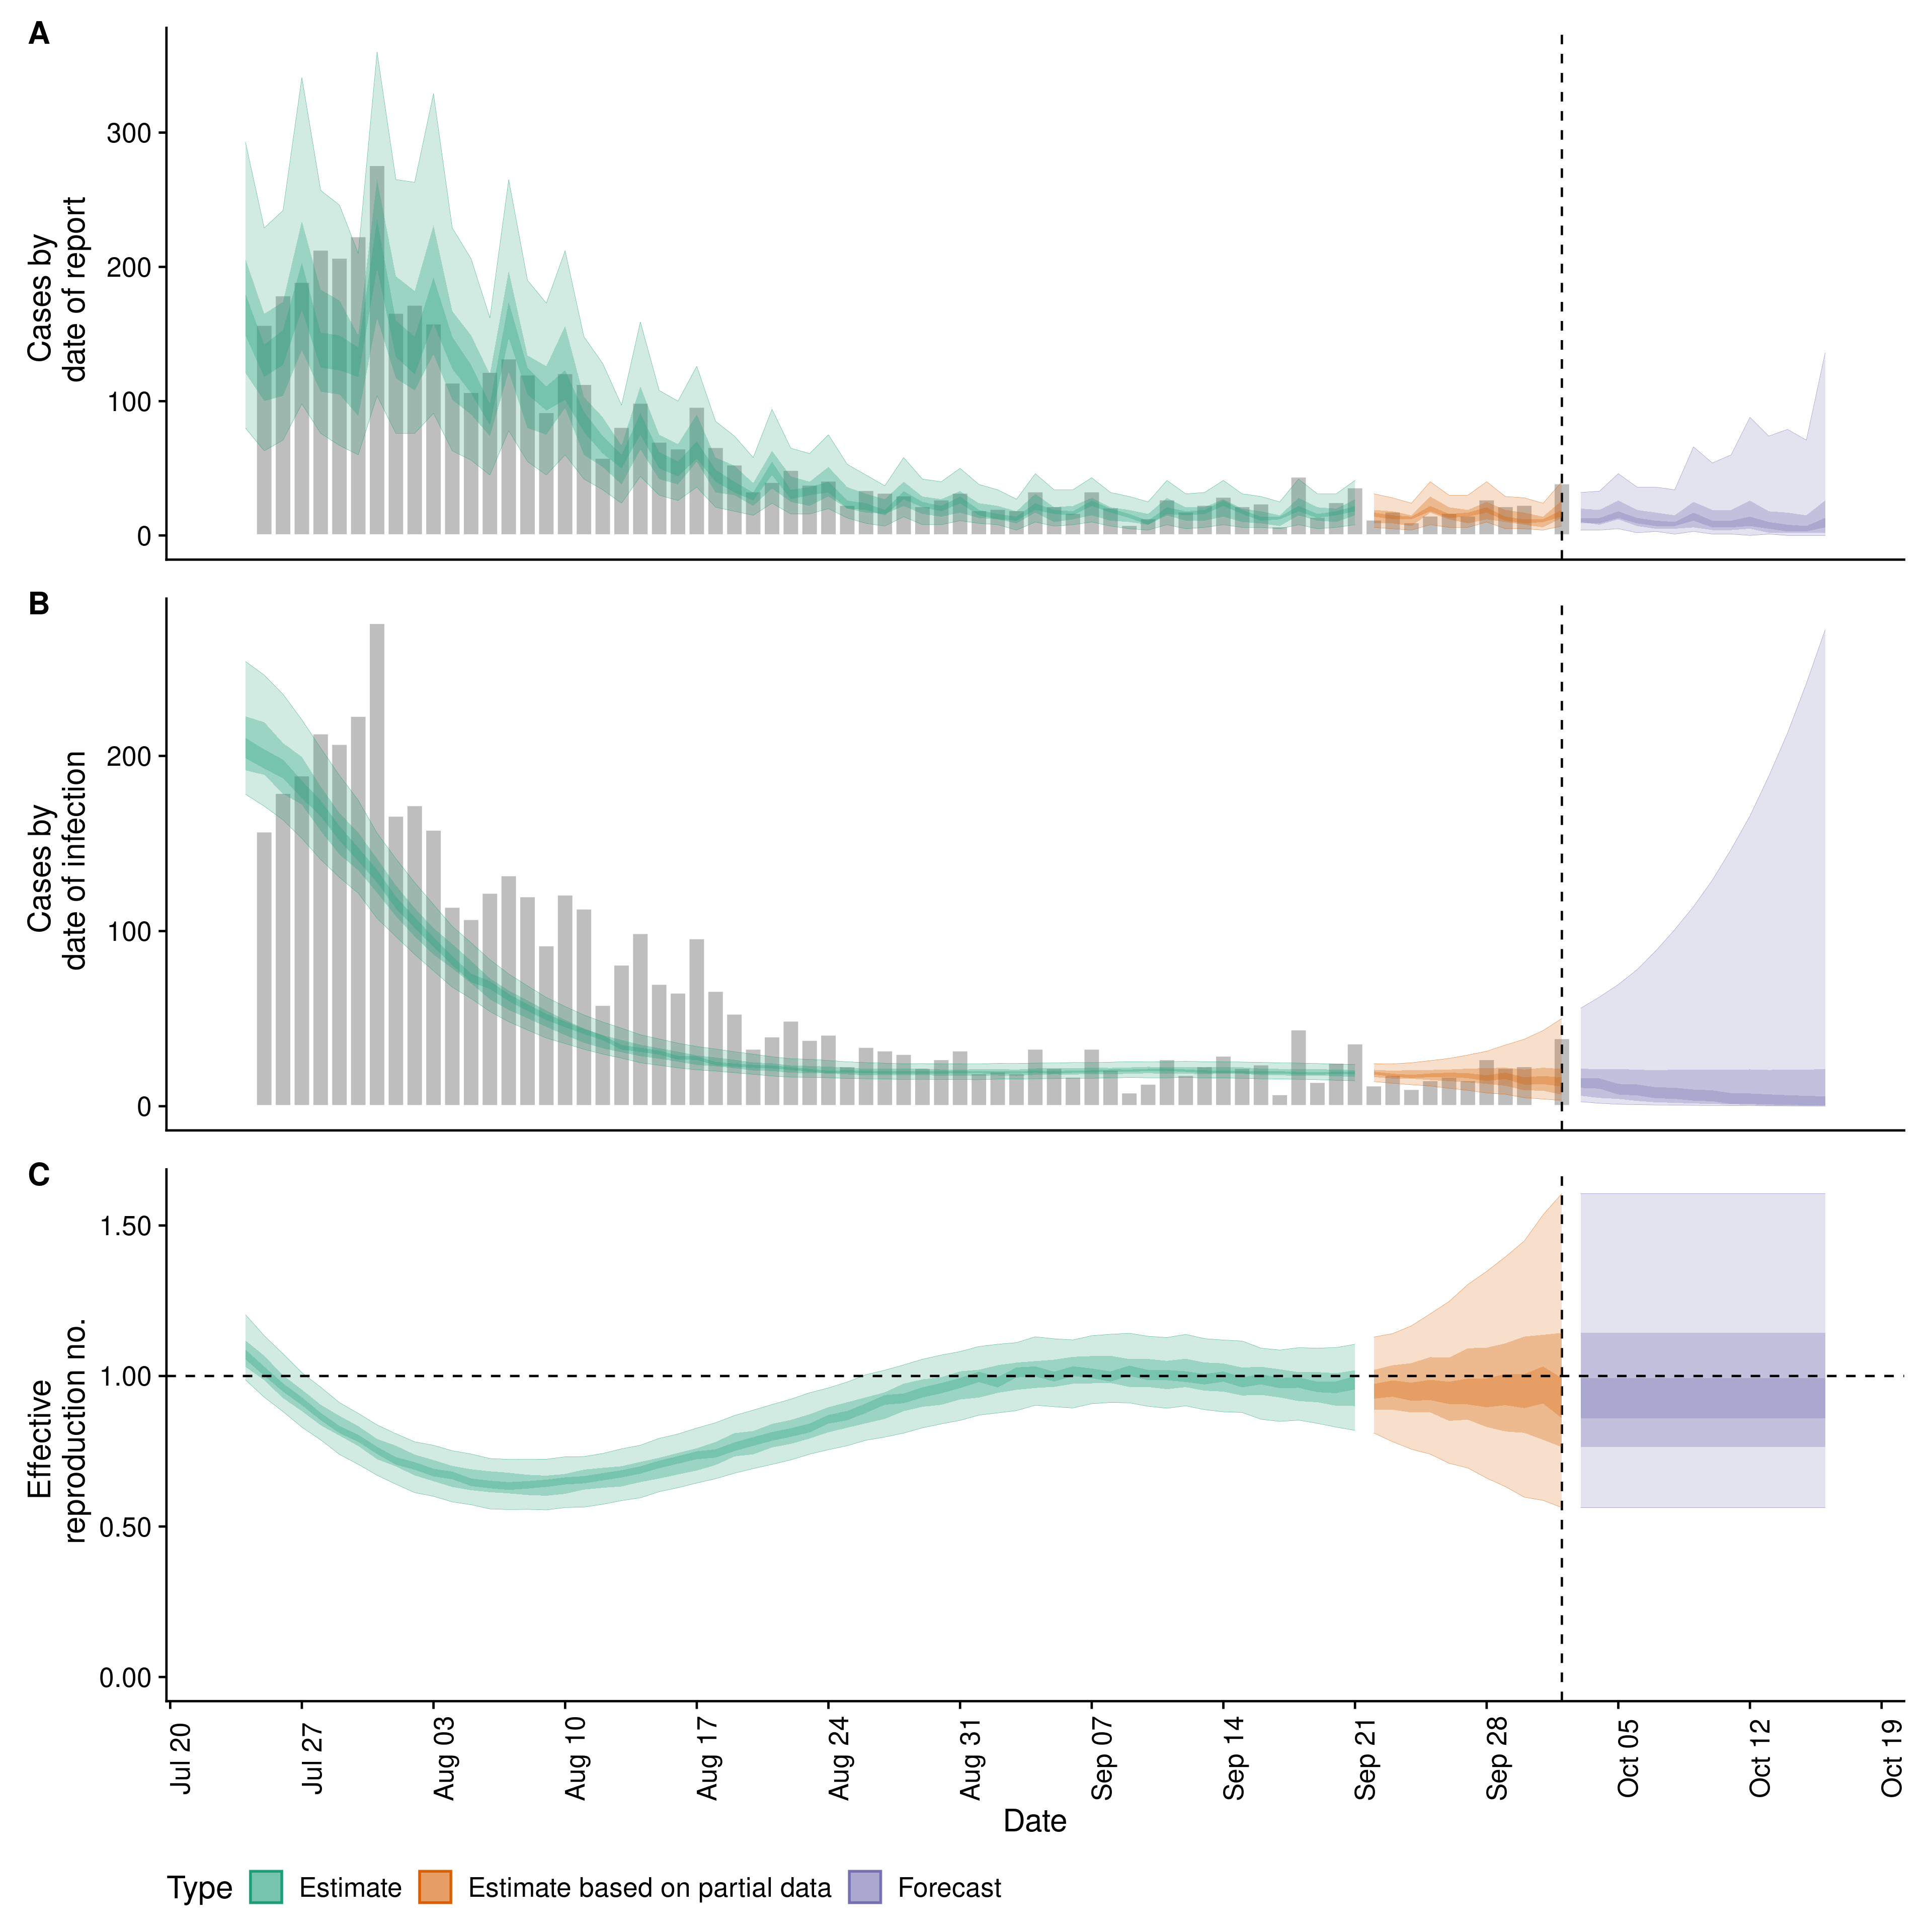 A
Cases by
date of report
300
200
100
0
B
Cases by
date of infection
200
100
0
C
Effective
reproduction no.
1.50
1.00
0.50
0.00
Jul 20
Jul 27
Aug 03
Aug 10
Aug 17
Aug 24
Aug 31
Sep 07
Sep 14
Sep 21
Sep 28
Oct 05
Oct 12
Oct 19
Date
Type Estimate Estimate based on partial data Forecast